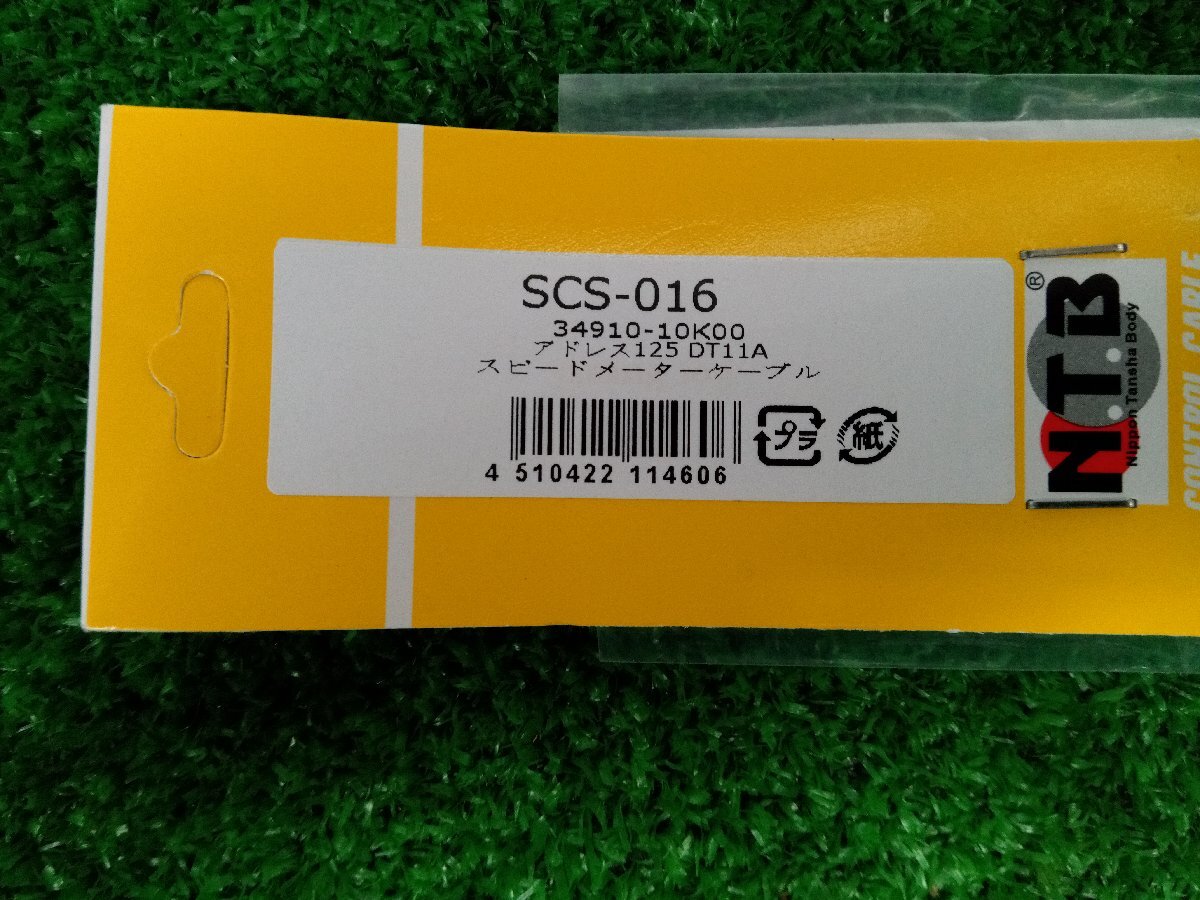 SCS-016
34910-10K00
アドレス125 DT11A
スピードメーターケーブル
4 510422 114606
プラ
紙
N.T.B
®
Nippon Tansha Body
CONTROL CABLE